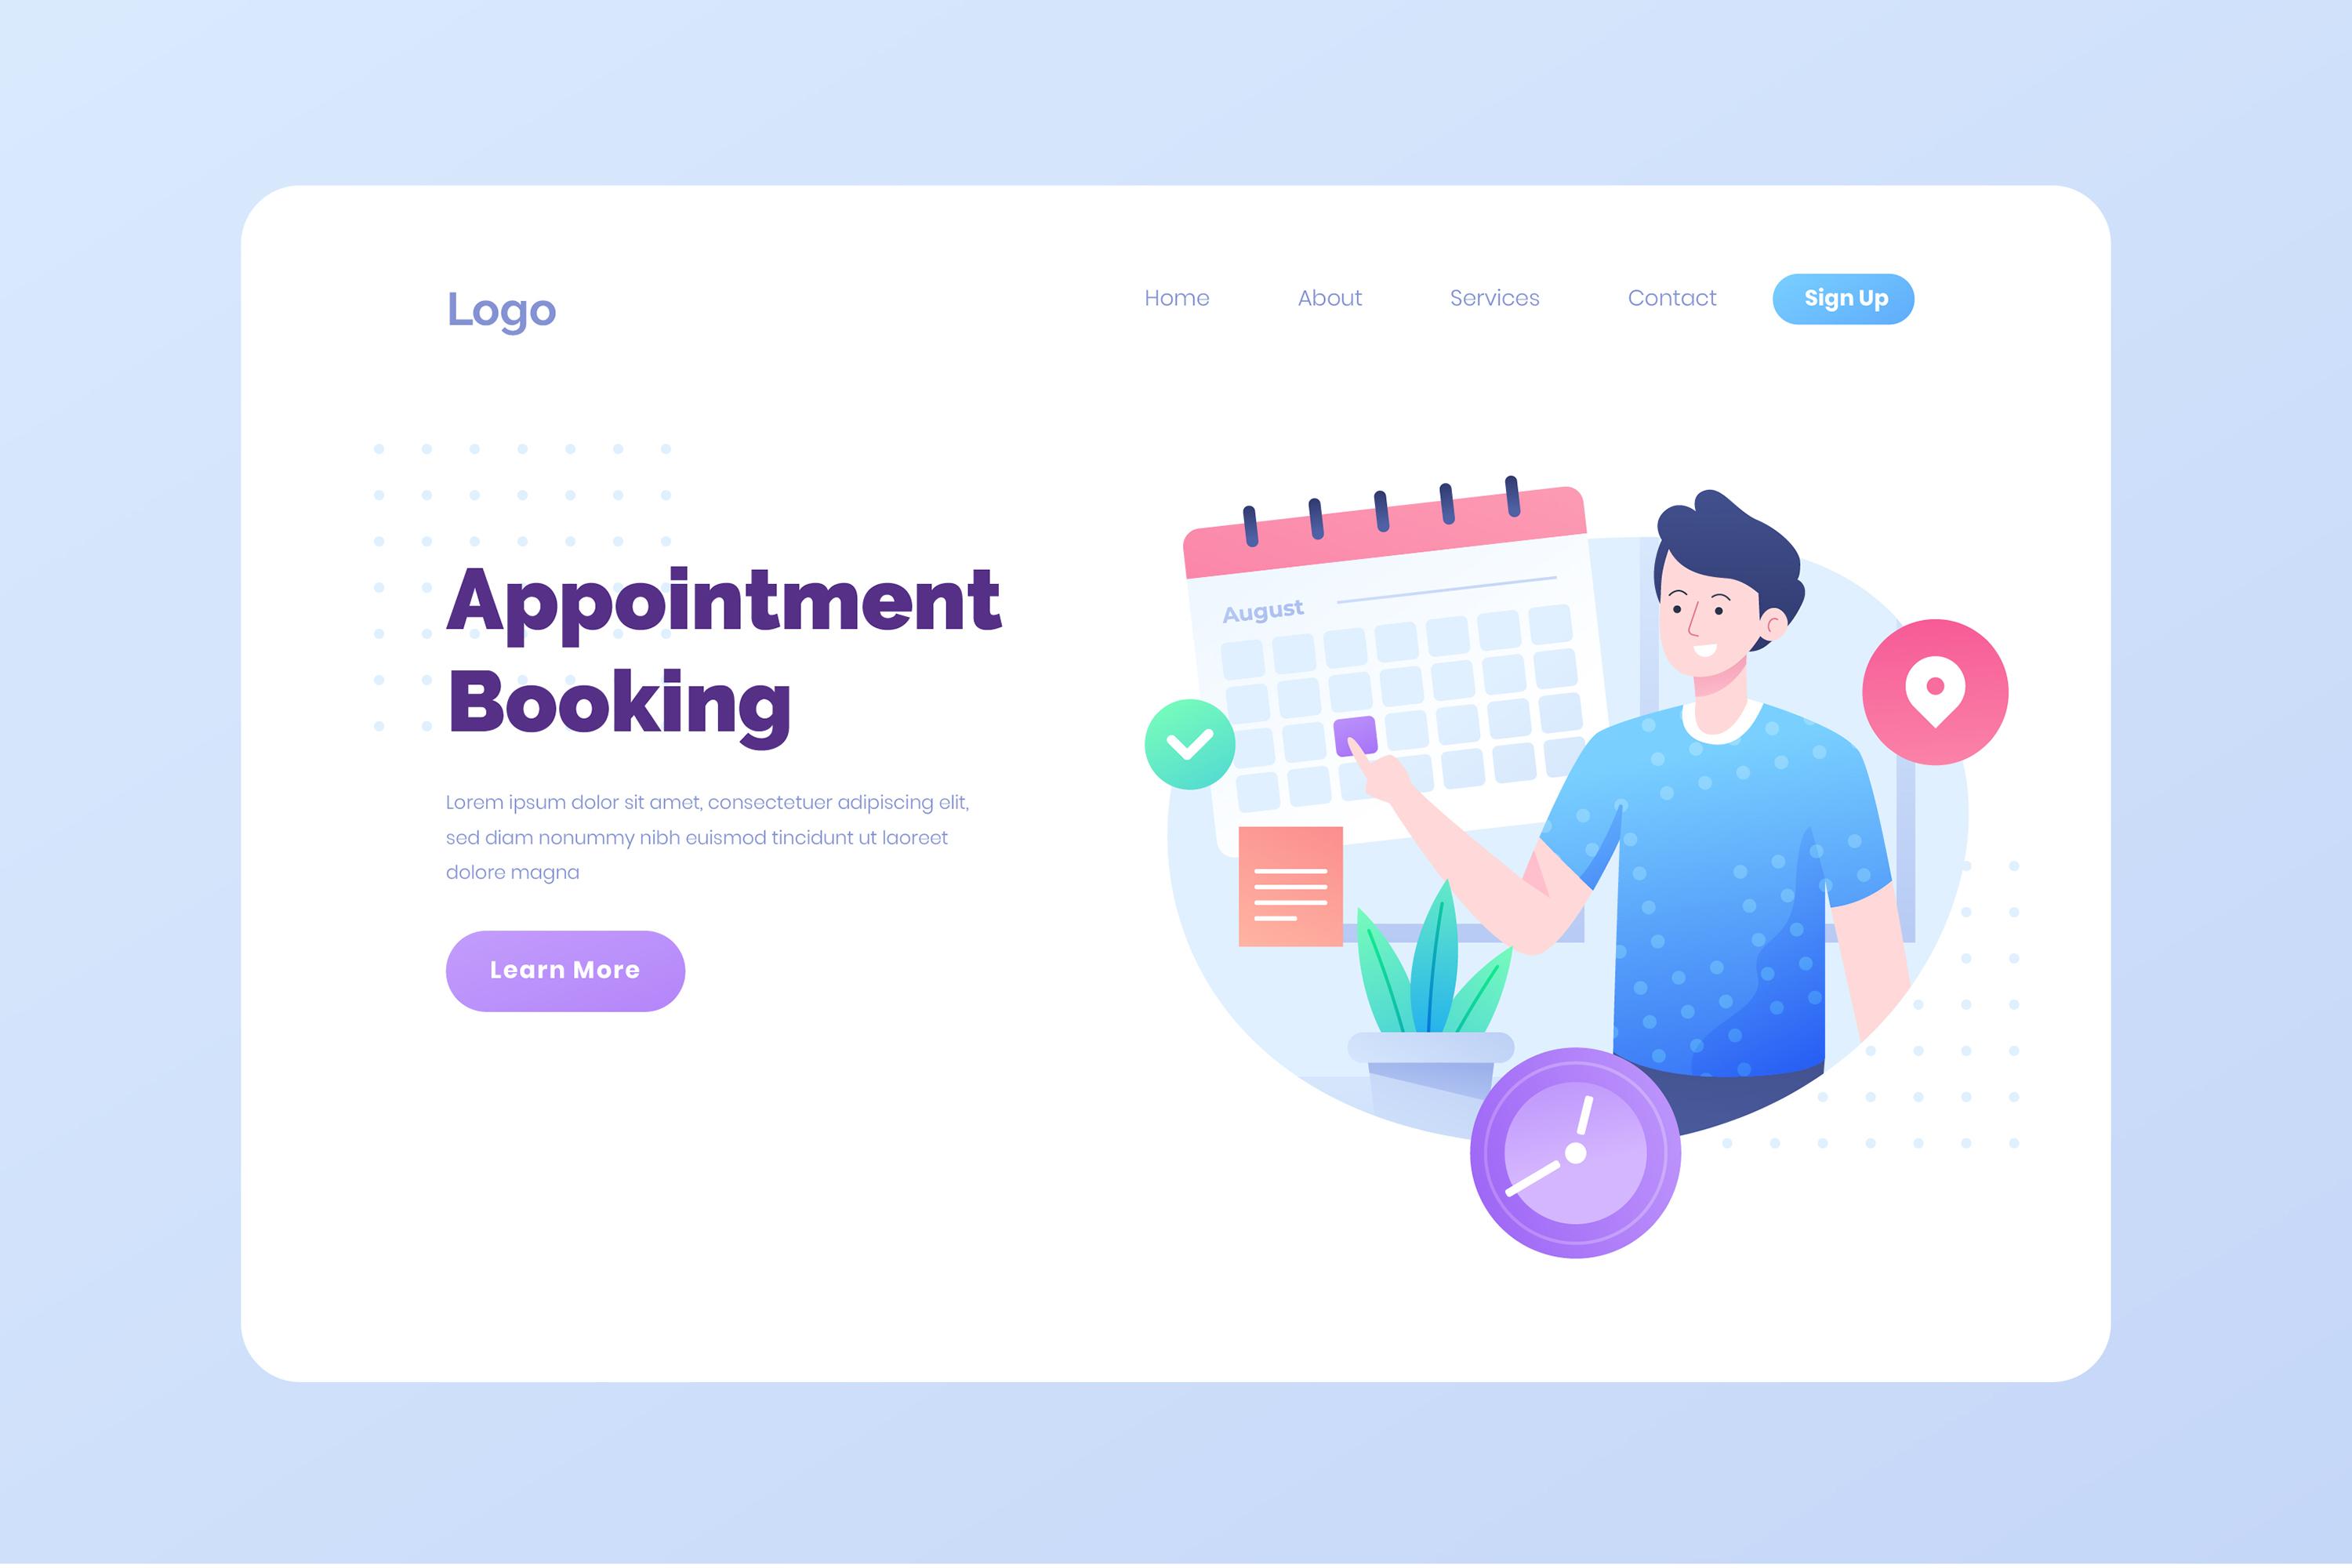 Logo
Home
About
Services
Contact
Sign Up
Appointment
Booking
Lorem ipsum dolor sit amet, consectetuer adipiscing elit,
sed diam nonummy nibh euismod tincidunt ut laoreet
dolore magna
Learn More
August